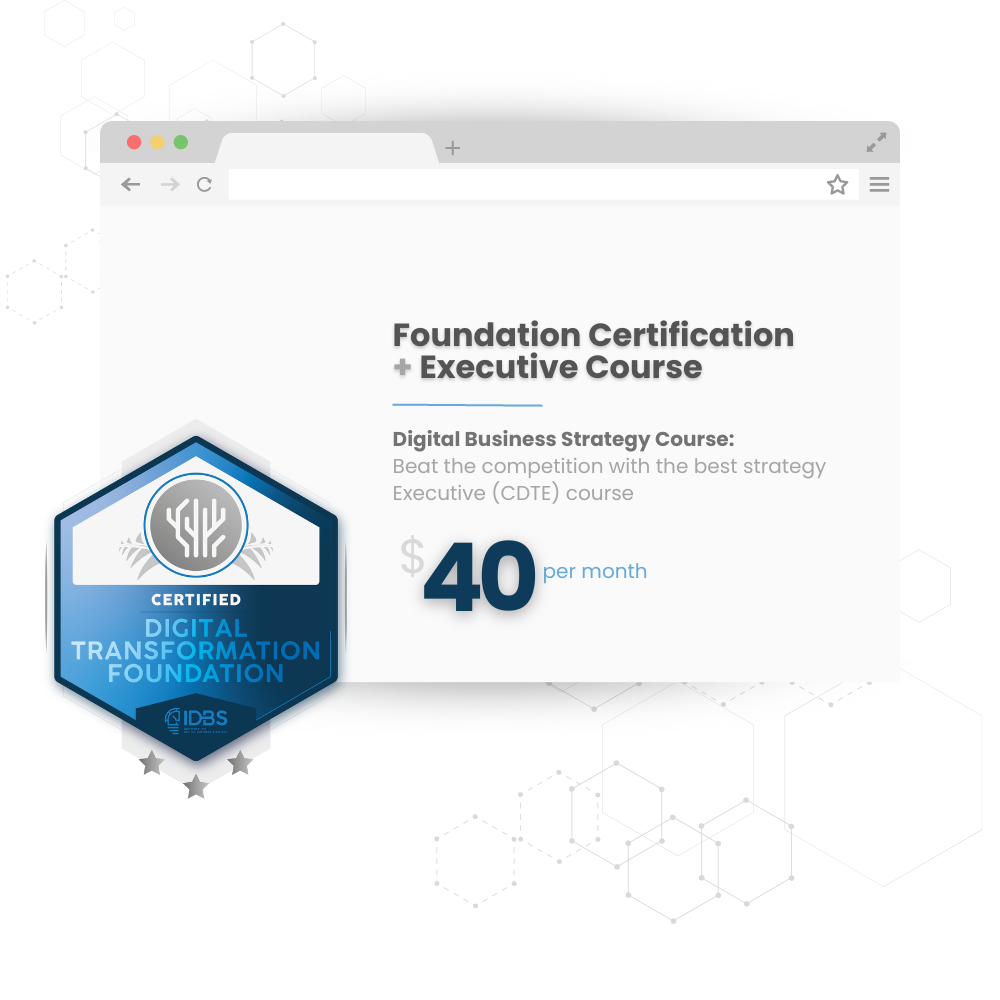 Foundation Certification
+ Executive Course
Digital Business Strategy Course:
Beat the competition with the best strategy
Executive (CDTE) course
$40 per month
CERTIFIED
DIGITAL
TRANSFORMATION
FOUNDATION
IDBS